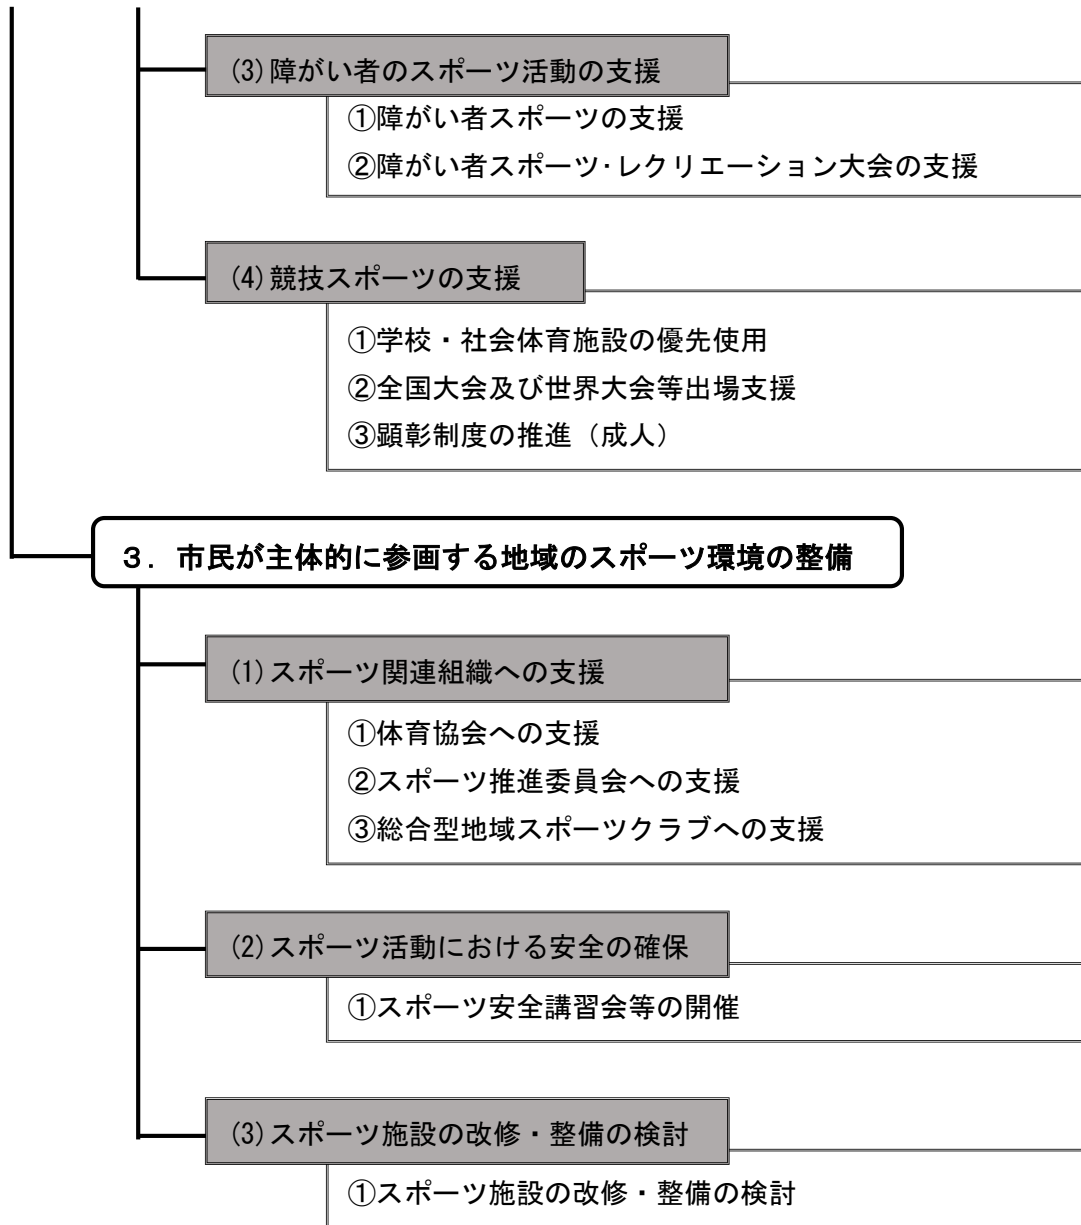 (3)障がい者のスポーツ活動の支援
①障がい者スポーツの支援
②障がい者スポーツ･レクリエーション大会の支援
(4)競技スポーツの支援
①学校・社会体育施設の優先使用
②全国大会及び世界大会等出場支援
③顕彰制度の推進（成人）
３．市民が主体的に参画する地域のスポーツ環境の整備
(1)スポーツ関連組織への支援
①体育協会への支援
②スポーツ推進委員会への支援
③総合型地域スポーツクラブへの支援
(2)スポーツ活動における安全の確保
①スポーツ安全講習会等の開催
(3)スポーツ施設の改修・整備の検討
①スポーツ施設の改修・整備の検討